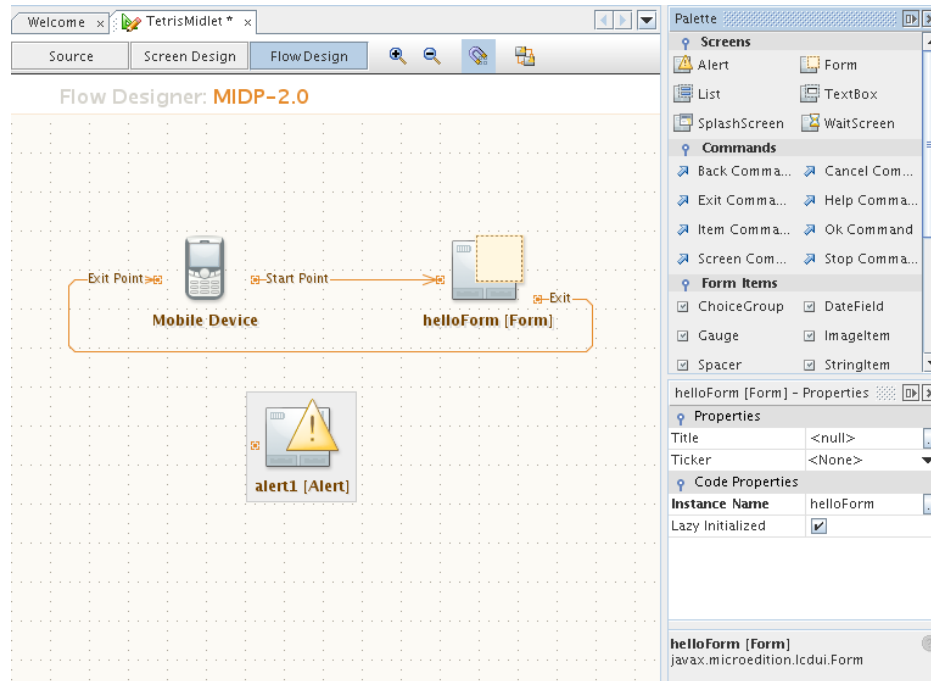 Welcome x TetrisMidlet * x
Source Screen Design Flow Design
Flow Designer: MIDP-2.0
Exit Point Start Point Exit
Mobile Device helloForm [Form]
alert1 [Alert]
Palette
Screens
Alert Form
List TextBox
SplashScreen WaitScreen
Commands
Back Comma... Cancel Com...
Exit Comma... Help Comma...
Item Comma... Ok Command
Screen Com... Stop Comma...
Form Items
ChoiceGroup DateField
Gauge ImageItem
Spacer StringItem
helloForm [Form] - Properties
Properties
Title <null>
Ticker <None>
Code Properties
Instance Name helloForm
Lazy Initialized
helloForm [Form]
javax.microedition.lcdui.Form